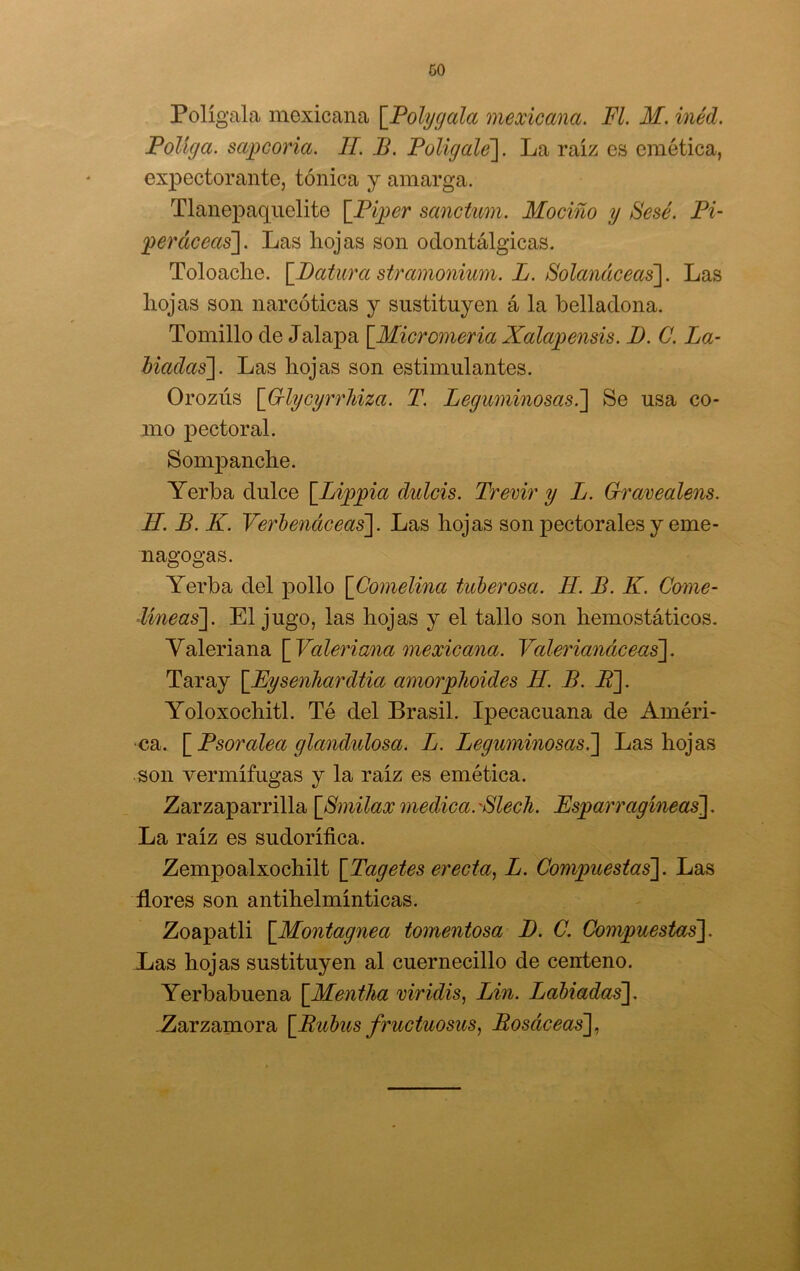 50
Polígala mexicana [Polygala mexicana. Fl. M. inéd.
Políga. sapcoria. H. B. Poligale]. La raíz es emética,
expectorante, tónica y amarga.
Tlanepaquelite [Piper sanctum. Mociño y Sesé. Pi-
peráceas]. Las hojas son odontálgicas.
Toloache. [Datura stramonium. L. Solanáceas]. Las
hojas son narcóticas y sustituyen á la belladona.
Tomillo de Jalapa [Micromeria Xalapensis. D. C. La-
biadas]. Las hojas son estimulantes.
Orozús [Glycyrrhiza. T. Leguminosas.] Se usa co-
mo pectoral.
Sompanche.
Yerba dulce [Lippia dulcis. Trevir y L. Gravealens.
H. B. K. Verbenáceas]. Las hojas son pectorales y eme-
nagogas.
Yerba del pollo [Comelina tuberosa. H. B. K. Come-
líneas]. El jugo, las hojas y el tallo son hemostáticos.
Valeriana [Valeriana mexicana. Valerianáceas].
Taray [Eysenhardtia amorphoides H. B. R].
Yoloxochitl. Té del Brasil. Ipecacuana de Améri-
ca. [Psoralea glandulosa. L. Leguminosas.] Las hojas
son vermífugas y la raíz es emética.
Zarzaparrilla [Smilax medica. Slech. Esparragíneas].
La raíz es sudorífica.
Zempoalxochilt [Tagetes erecta, L. Compuestas]. Las
flores son antihelmínticas.
Zoapatli [Montagnea tomentosa D. C. Compuestas].
Las hojas sustituyen al cuernecillo de centeno.
Yerbabuena [Mentha viridis, Lin. Labiadas].
Zarzamora [Rubus fructuosus, Rosáceas],